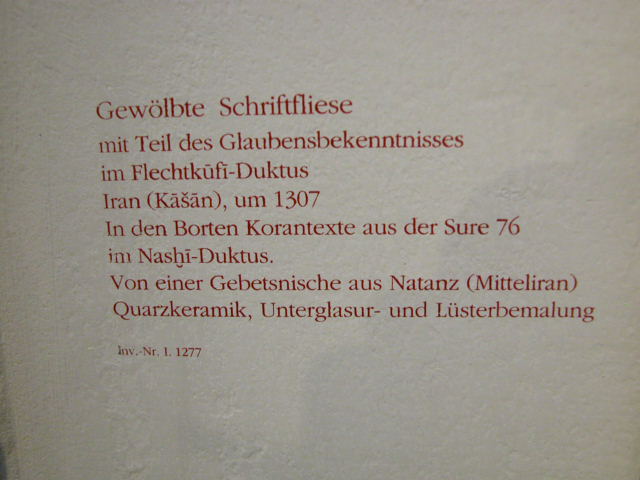 Gewölbte Schriftfliese
mit Teil des Glaubensbekenntnisses
im Flechtkūfī-Duktus
Iran (Kāšān), um 1307
In den Borten Korantexte aus der Sure 76
im Nasḫī-Duktus.
Von einer Gebetsnische aus Natanz (Mitteliran)
Quarzkeramik, Unterglasur- und Lüsterbemalung
Inv.-Nr. I. 1277